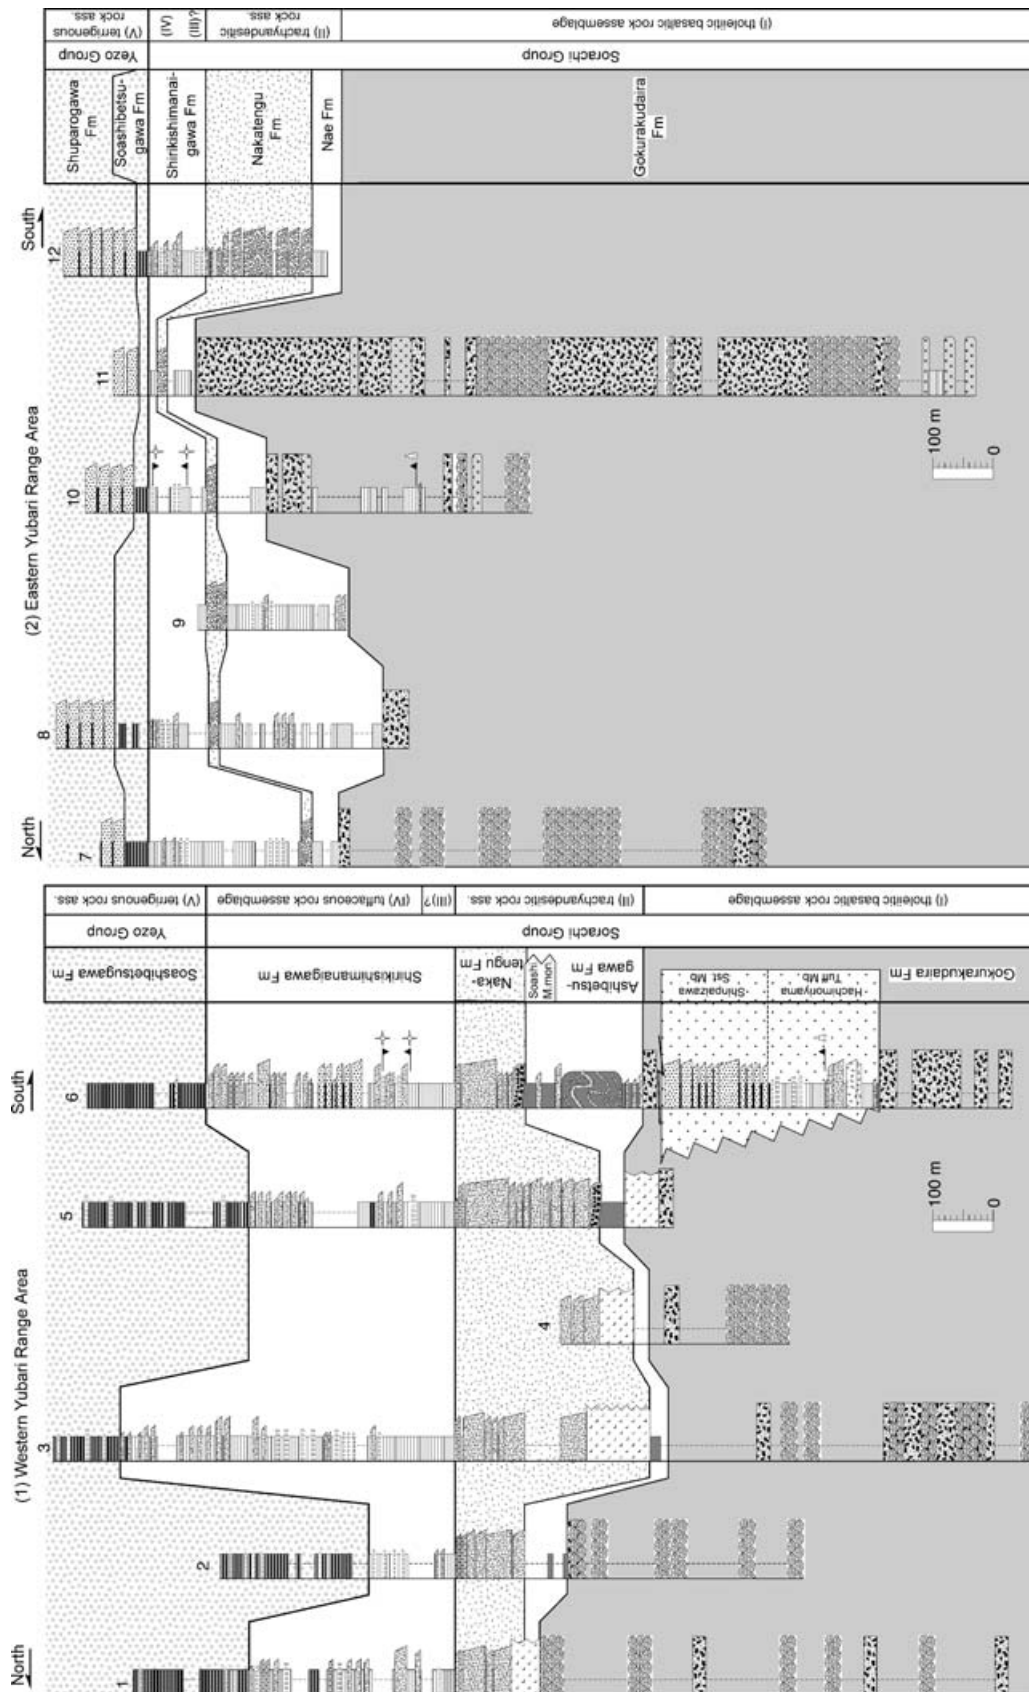 (1) Western Yubari Range Area
North
South
1
2
3
4
5
6
100 m
0
Soashibetsugawa Fm
Shirikishimanaigawa Fm
Naka-
tengu Fm
Soashi
M.mon
Ashibetsu-
gawa Fm
Shinpaizawa
Sst Mb
Hachimoriyama
Tuff Mb
Gokurakudaira Fm
Yezo Group
Sorachi Group
(V) terrigenous rock ass.
(IV) tuffaceous rock assemblage
(III)?
(II) trachyandesitic rock ass.
(I) tholeiitic basaltic rock assemblage
(2) Eastern Yubari Range Area
North
South
7
8
9
10
11
12
100 m
0
Shuparogawa
Fm
Soashibetsu-
gawa Fm
Shirikishimanai-
gawa Fm
Nakatengu
Fm
Nae Fm
Gokurakudaira
Fm
Yezo Group
Sorachi Group
(V) terrigenous
rock ass.
(IV)
(III)?
(II) trachyandesitic
rock ass.
(I) tholeiitic basaltic rock assemblage